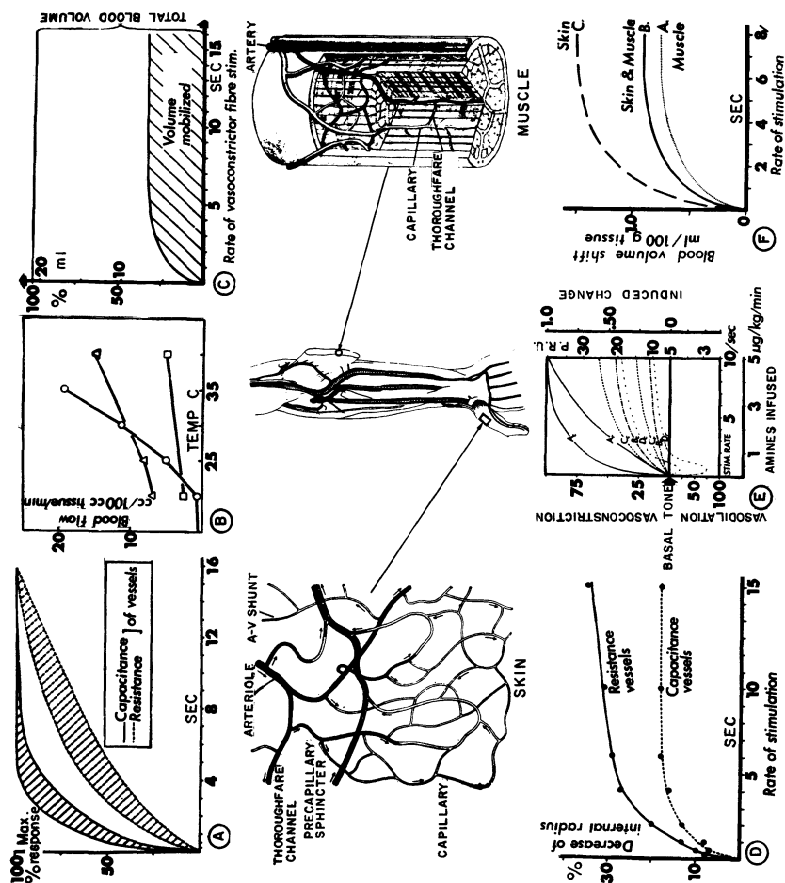 100
Max.
% response
50
4
8
12
16
SEC
Capacitance
Resistance
] of vessels
A
20
10
Blood flow
cc/100cc tissue/min
25
35
TEMP C
B
100
20
%
ml
50
10
5
10
SEC 15
Volume
mobilized
TOTAL BLOOD VOLUME
Rate of vasoconstrictor fibre stim.
C
THOROUGHFARE
CHANNEL
ARTERIOLE
A-V SHUNT
PRECAPILLARY
SPHINCTER
CAPILLARY
SKIN
CAPILLARY
THOROUGHFARE
CHANNEL
ARTERY
MUSCLE
30
10
Decrease of
internal radius
Resistance
vessels
Capacitance
vessels
5
10
15
SEC
Rate of stimulation
D
75
25
BASAL TONE
50
100
VASOCONSTRICTION
VASODILATION
P.R.U.
30
20
10
5
3
1.0
.50
0
INDUCED CHANGE
STIM. RATE
5
10/sec
1
3
5 µg/kg/min
AMINES INFUSED
E
Blood volume shift
ml/100 g tissue
1.0
0
Skin
C.
Skin & Muscle
B.
A.
Muscle
2
4
6
8/
SEC
Rate of stimulation
F